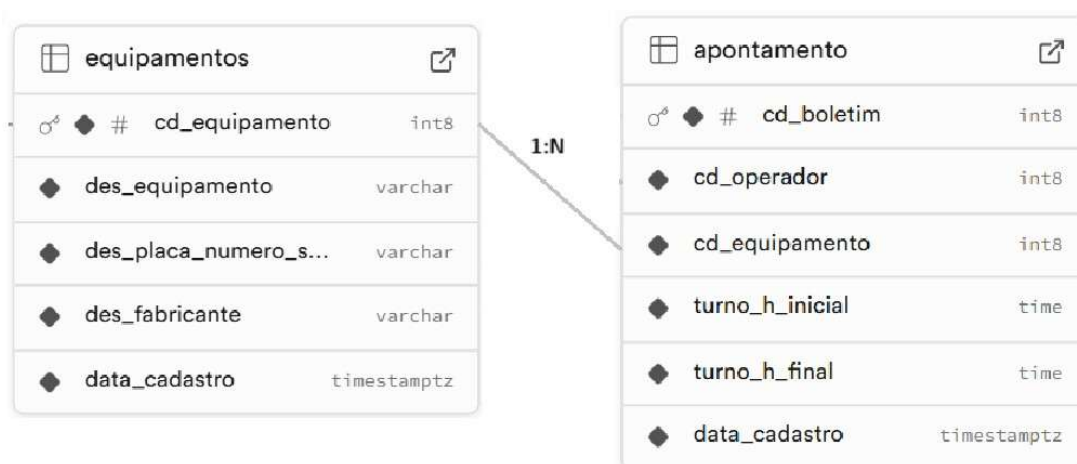 equipamentos
# cd_equipamento int8
des_equipamento varchar
des_placa_numero_s... varchar
des_fabricante varchar
data_cadastro timestamptz
1:N
apontamento
# cd_boletim int8
cd_operador int8
cd_equipamento int8
turno_h_inicial time
turno_h_final time
data_cadastro timestamptz